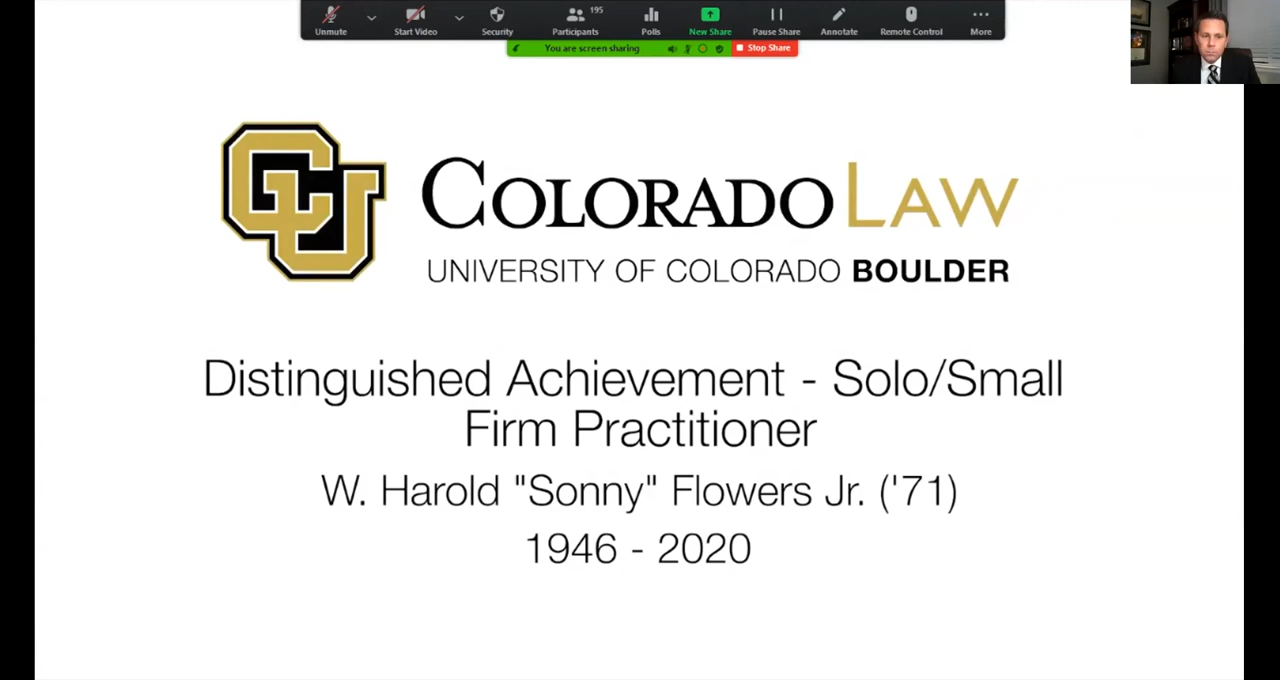 195
Unmute Start Video Security Participants Polls New Share Pause Share Annotate Remote Control More
You are screen sharing Stop Share
CU COLORADO LAW
UNIVERSITY OF COLORADO BOULDER
Distinguished Achievement - Solo/Small
Firm Practitioner
W. Harold "Sonny" Flowers Jr. ('71)
1946 - 2020